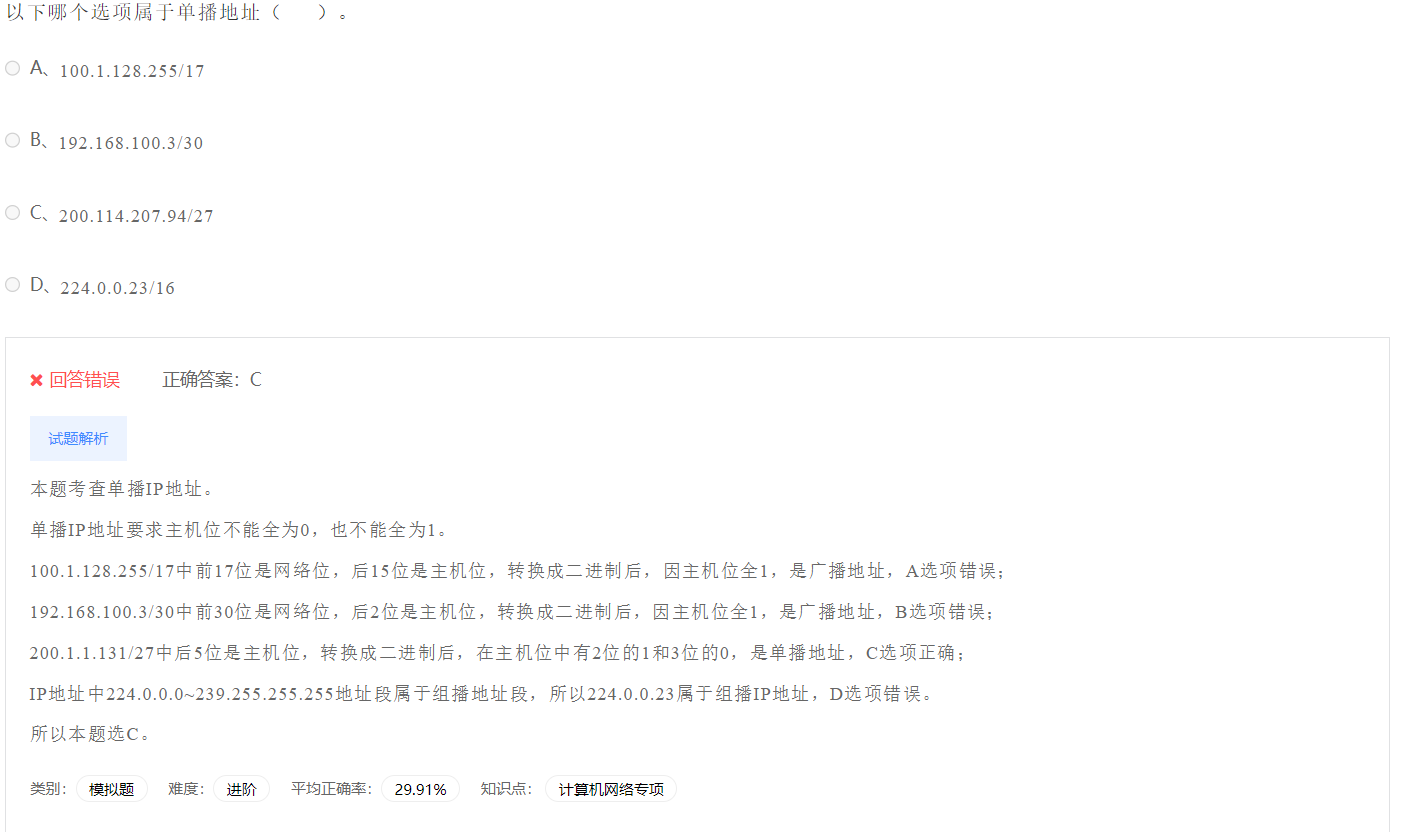 以下哪个选项属于单播地址（　　）。
A、100.1.128.255/17
B、192.168.100.3/30
C、200.114.207.94/27
D、224.0.0.23/16
回答错误 正确答案：C
试题解析
本题考查单播IP地址。
单播IP地址要求主机位不能全为0，也不能全为1。
100.1.128.255/17中前17位是网络位，后15位是主机位，转换成二进制后，因主机位全1，是广播地址，A选项错误；
192.168.100.3/30中前30位是网络位，后2位是主机位，转换成二进制后，因主机位全1，是广播地址，B选项错误；
200.1.1.131/27中后5位是主机位，转换成二进制后，在主机位中有2位的1和3位的0，是单播地址，C选项正确；
IP地址中224.0.0.0~239.255.255.255地址段属于组播地址段，所以224.0.0.23属于组播IP地址，D选项错误。
所以本题选C。
类别： 模拟题 难度： 进阶 平均正确率： 29.91% 知识点： 计算机网络专项